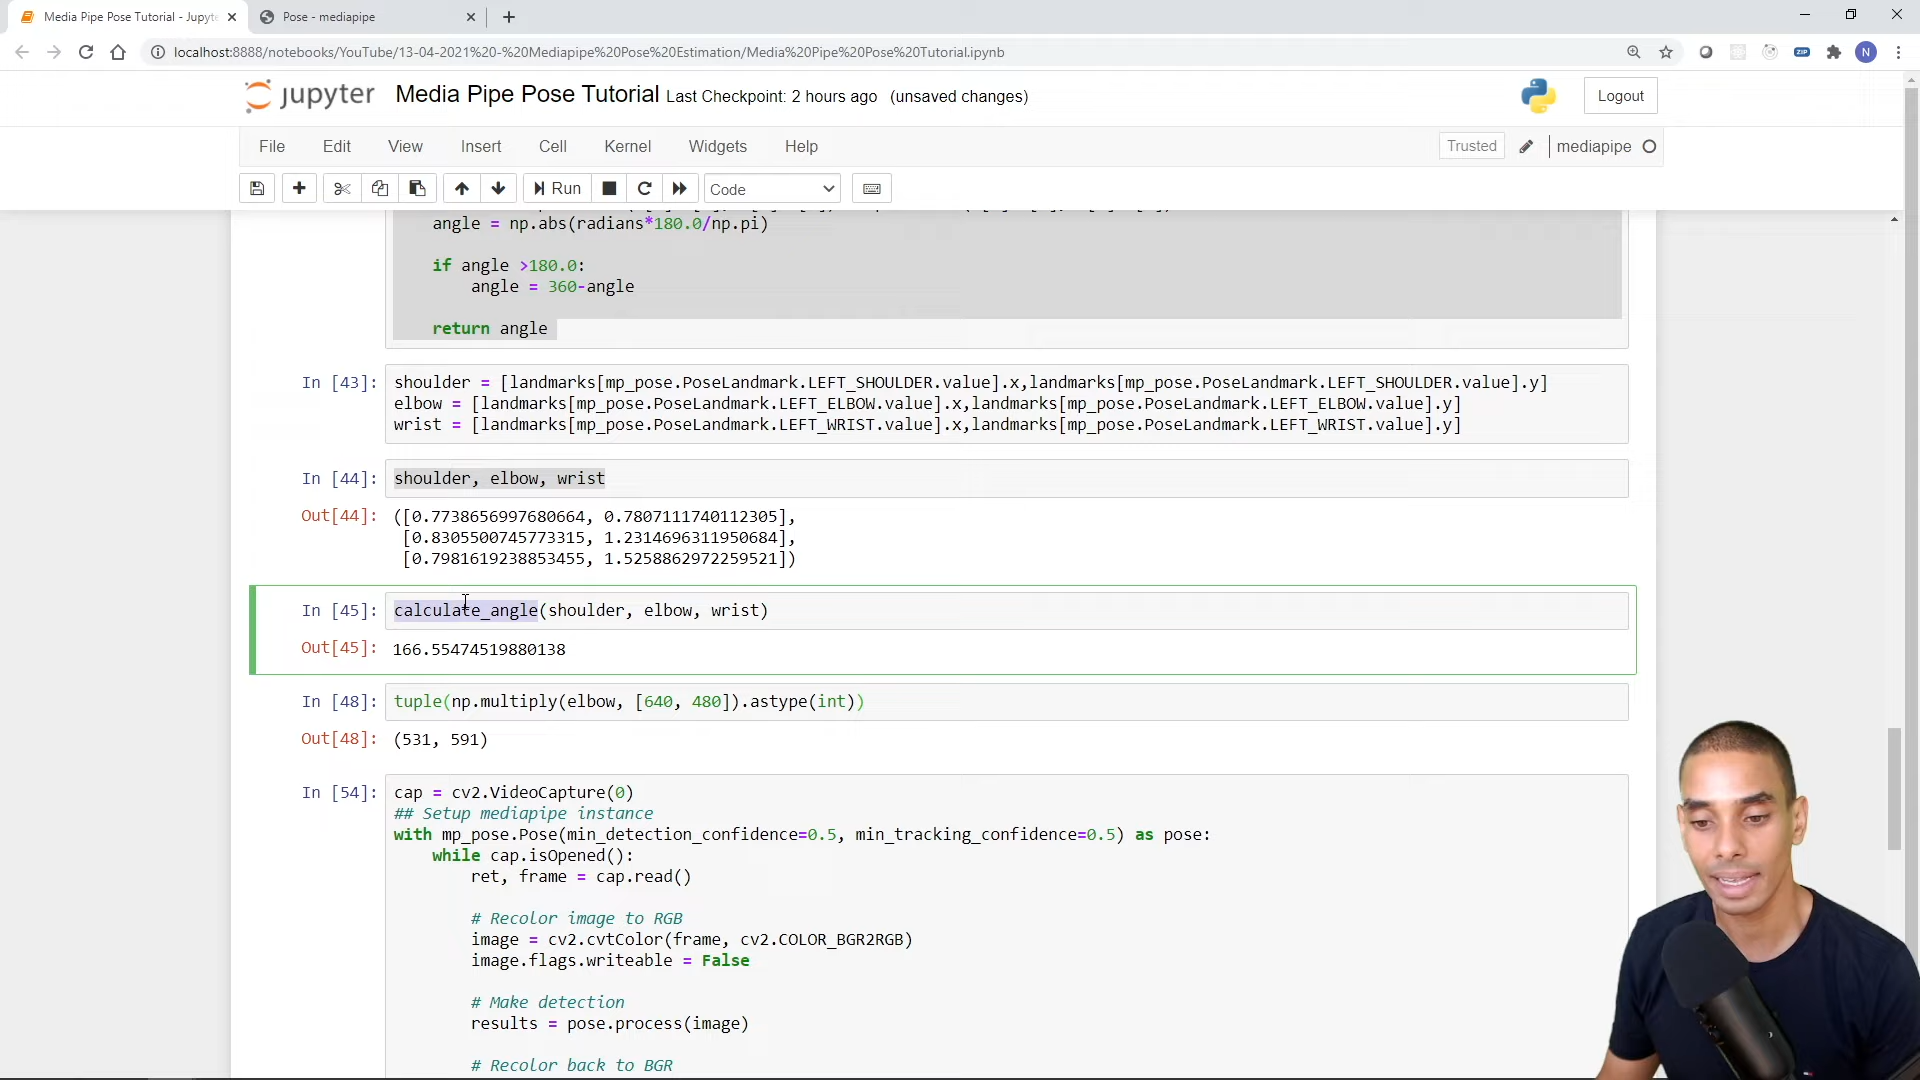 Media Pipe Pose Tutorial - Jupyte
Pose - mediapipe
localhost:8888/notebooks/YouTube/13-04-2021%20-%20Mediapipe%20Pose%20Estimation/Media%20Pipe%20Pose%20Tutorial.ipynb
ZIP
N
jupyter Media Pipe Pose Tutorial Last Checkpoint: 2 hours ago (unsaved changes)
Logout
File Edit View Insert Cell Kernel Widgets Help
Trusted mediapipe
Run Code
angle = np.abs(radians*180.0/np.pi)
if angle >180.0:
angle = 360-angle
return angle
In [43]: shoulder = [landmarks[mp_pose.PoseLandmark.LEFT_SHOULDER.value].x,landmarks[mp_pose.PoseLandmark.LEFT_SHOULDER.value].y]
elbow = [landmarks[mp_pose.PoseLandmark.LEFT_ELBOW.value].x,landmarks[mp_pose.PoseLandmark.LEFT_ELBOW.value].y]
wrist = [landmarks[mp_pose.PoseLandmark.LEFT_WRIST.value].x,landmarks[mp_pose.PoseLandmark.LEFT_WRIST.value].y]
In [44]: shoulder, elbow, wrist
Out[44]: ([0.7738656997680664, 0.7807111740112305],
[0.8305500745773315, 1.2314696311950684],
[0.7981619238853455, 1.5258862972259521])
In [45]: calculate_angle(shoulder, elbow, wrist)
Out[45]: 166.55474519880138
In [48]: tuple(np.multiply(elbow, [640, 480]).astype(int))
Out[48]: (531, 591)
In [54]: cap = cv2.VideoCapture(0)
## Setup mediapipe instance
with mp_pose.Pose(min_detection_confidence=0.5, min_tracking_confidence=0.5) as pose:
while cap.isOpened():
ret, frame = cap.read()
# Recolor image to RGB
image = cv2.cvtColor(frame, cv2.COLOR_BGR2RGB)
image.flags.writeable = False
# Make detection
results = pose.process(image)
# Recolor back to BGR